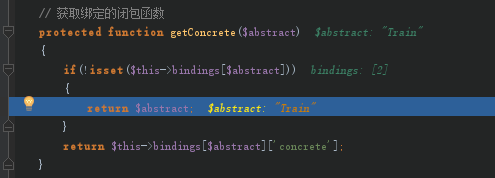 // 获取绑定的闭包函数
protected function getConcrete($abstract)  $abstract: "Train"
{
if(!isset($this->bindings[$abstract]))  bindings: [2]
{
return $abstract;  $abstract: "Train"
}
return $this->bindings[$abstract]['concrete'];
}